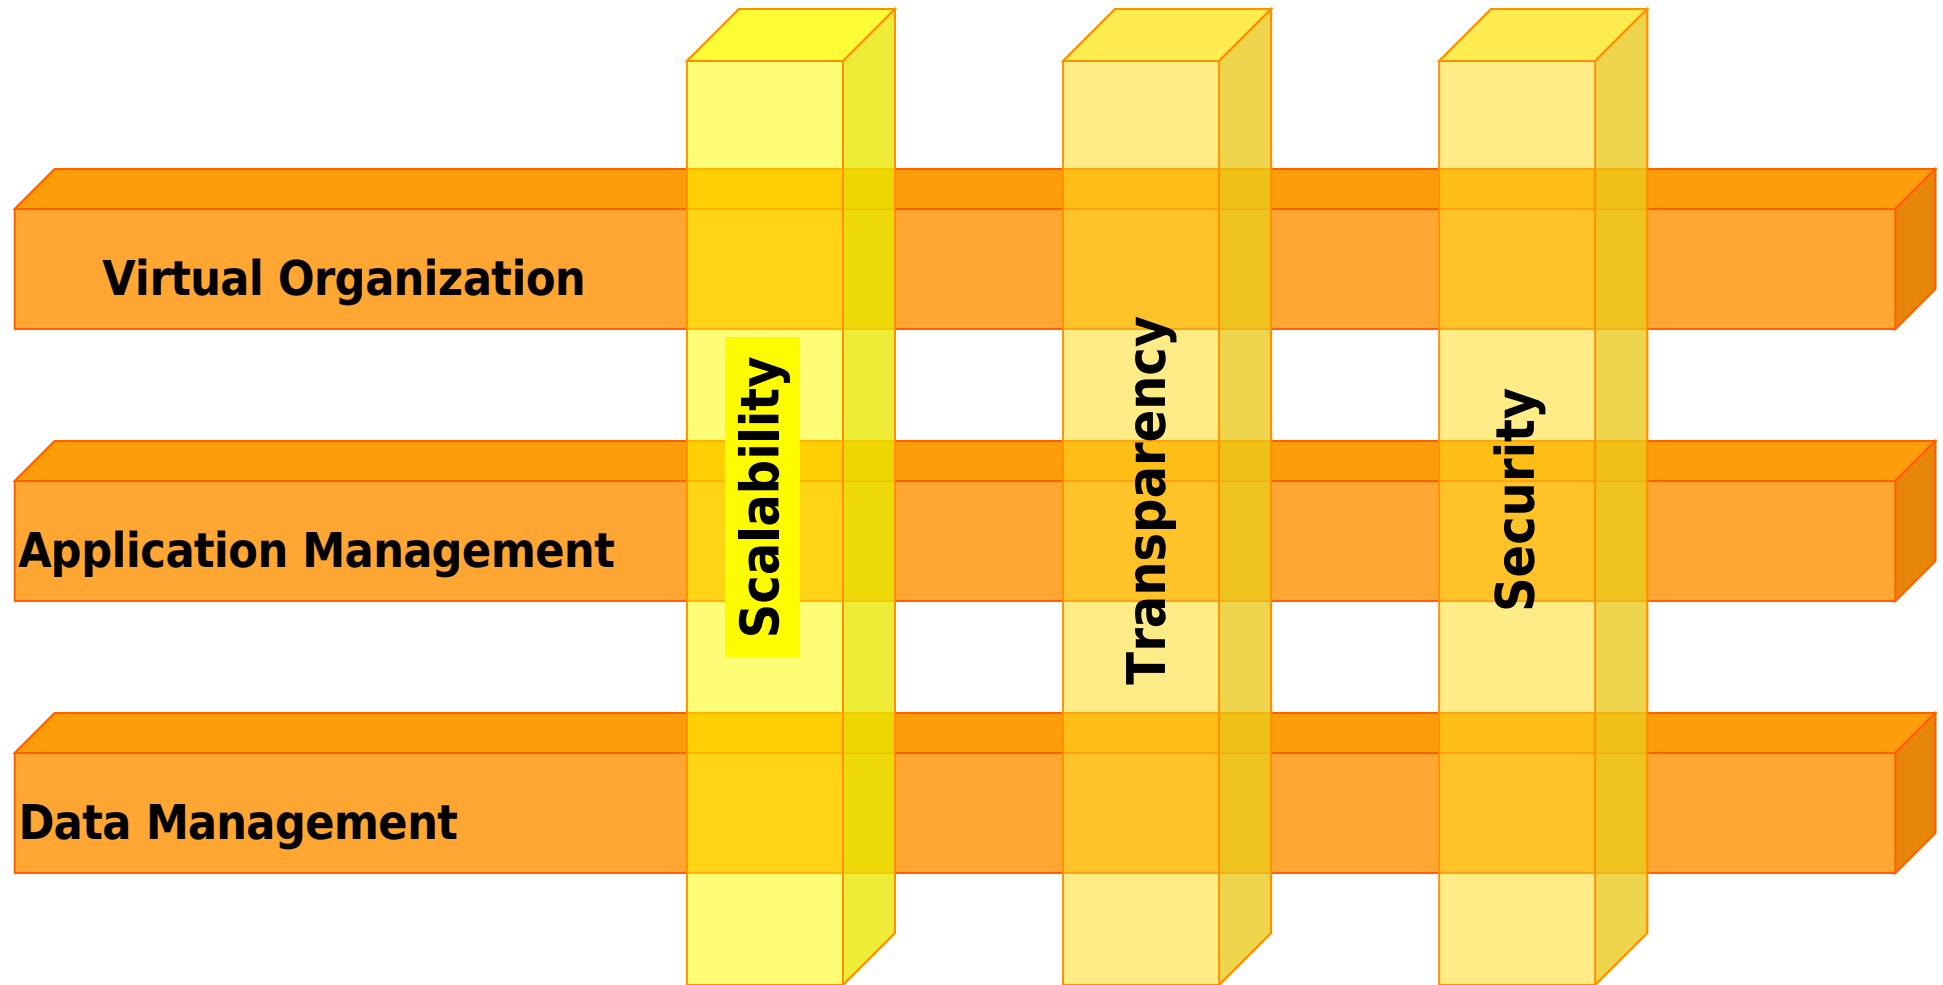 Virtual Organization
Application Management
Data Management
Scalability
Transparency
Security